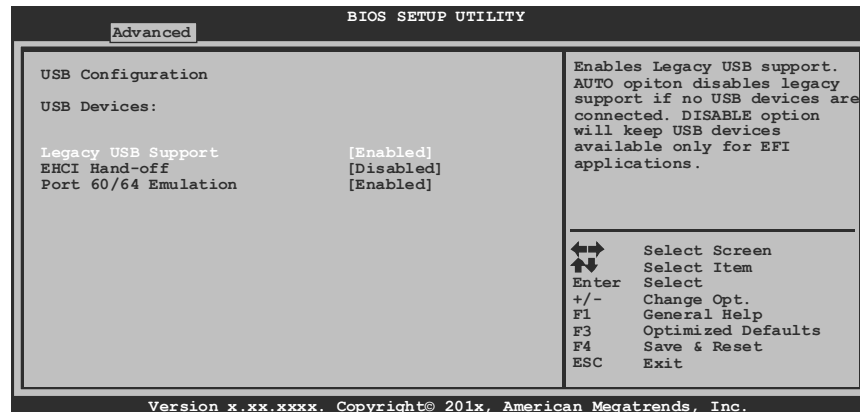 BIOS SETUP UTILITY
Advanced
USB Configuration
USB Devices:
Legacy USB Support [Enabled]
EHCI Hand-off [Disabled]
Port 60/64 Emulation [Enabled]
Enables Legacy USB support.
AUTO opiton disables legacy
support if no USB devices are
connected. DISABLE option
will keep USB devices
available only for EFI
applications.
Select Screen
Select Item
Enter Select
+/- Change Opt.
F1 General Help
F3 Optimized Defaults
F4 Save & Reset
ESC Exit
Version x.xx.xxxx. Copyright© 201x, American Megatrends, Inc.